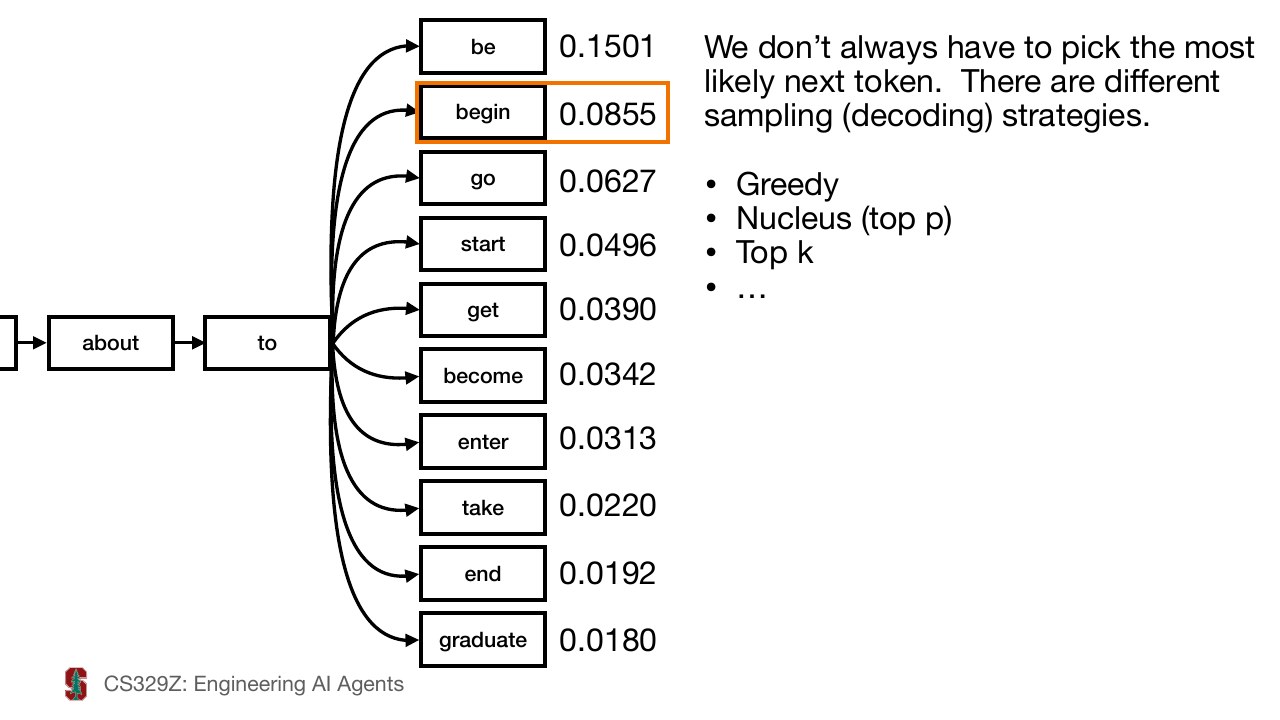 about
to
be 0.1501
begin 0.0855
go 0.0627
start 0.0496
get 0.0390
become 0.0342
enter 0.0313
take 0.0220
end 0.0192
graduate 0.0180
We don’t always have to pick the most
likely next token. There are different
sampling (decoding) strategies.
• Greedy
• Nucleus (top p)
• Top k
• …
CS329Z: Engineering AI Agents